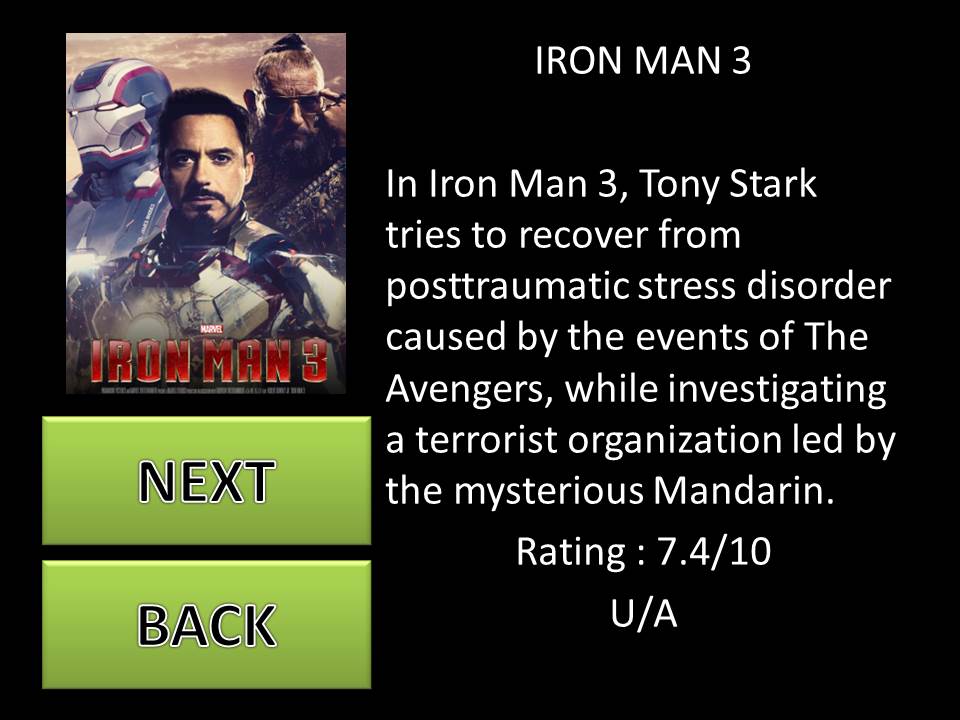 IRON MAN 3
In Iron Man 3, Tony Stark
tries to recover from
posttraumatic stress disorder
caused by the events of The
Avengers, while investigating
a terrorist organization led by
the mysterious Mandarin.
Rating : 7.4/10
U/A
MARVEL
IRON MAN 3
NEXT
BACK